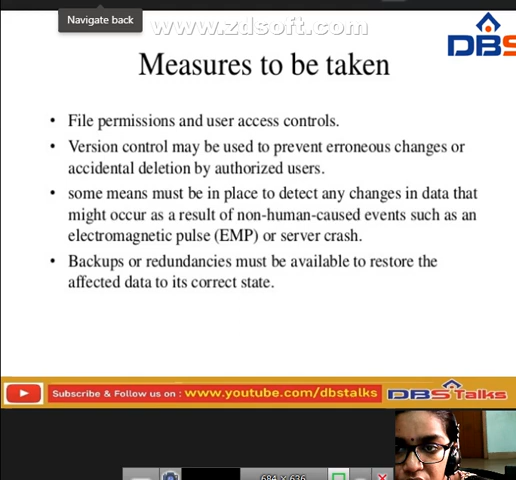 Navigate back
www.zdsoft.com
DBS
Measures to be taken
• File permissions and user access controls.
• Version control may be used to prevent erroneous changes or
accidental deletion by authorized users.
• some means must be in place to detect any changes in data that
might occur as a result of non-human-caused events such as an
electromagnetic pulse (EMP) or server crash.
• Backups or redundancies must be available to restore the
affected data to its correct state.
Subscribe & Follow us on : www.youtube.com/dbstalks DBS Talks
684 × 636